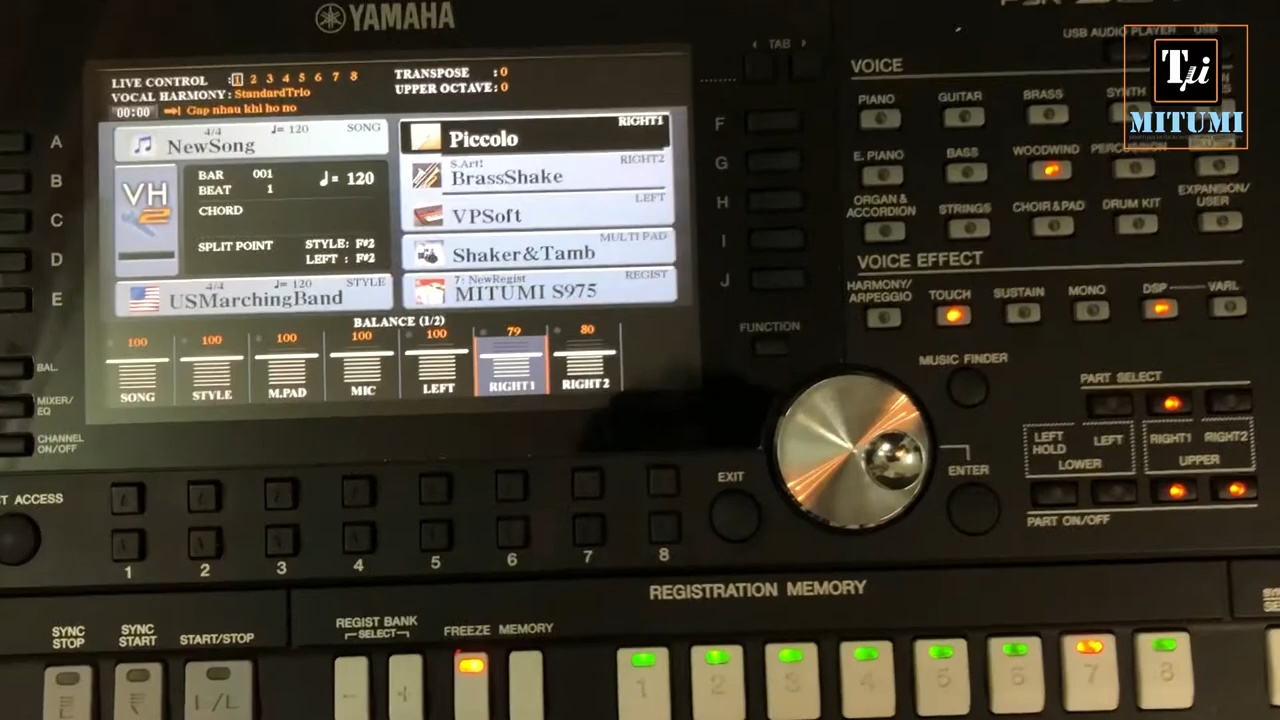 YAMAHA
TAB
USB AUDIO PLAYER USB
Tµi
MITUMI
LIVE CONTROL :1 2 3 4 5 6 7 8
VOCAL HARMONY: StandardTrio
00:00 Gap nhau khi ho no
TRANSPOSE : 0
UPPER OCTAVE: 0
4/4 ♩= 120 SONG
NewSong
VH
2
BAR 001
BEAT 1
♩= 120
CHORD
SPLIT POINT STYLE: F#2
LEFT : F#2
4/4 ♩= 120 STYLE
USMarchingBand
RIGHT1
Piccolo
S.Art! RIGHT2
BrassShake
LEFT
VPSoft
MULTI PAD
Shaker&Tamb
7: NewRegist REGIST
MITUMI S975
BALANCE (1/2)
100 100 100 100 100 79 80
SONG STYLE M.PAD MIC LEFT RIGHT1 RIGHT2
A
B
C
D
E
F
G
H
I
J
BAL.
MIXER/
EQ
CHANNEL
ON/OFF
FUNCTION
VOICE
PIANO GUITAR BRASS SYNTH
E. PIANO BASS WOODWIND PERCUSSION
ORGAN &
ACCORDION STRINGS CHOIR & PAD DRUM KIT EXPANSION/
USER
VOICE EFFECT
HARMONY/
ARPEGGIO TOUCH SUSTAIN MONO DSP VARI.
MUSIC FINDER
PART SELECT
LEFT
HOLD LEFT RIGHT1 RIGHT2
LOWER UPPER
PART ON/OFF
EXIT
ENTER
ACCESS
1 2 3 4 5 6 7 8
REGISTRATION MEMORY
SYNC
STOP
SYNC
START
START/STOP
REGIST BANK
SELECT
FREEZE MEMORY
- +
1 2 3 4 5 6 7 8